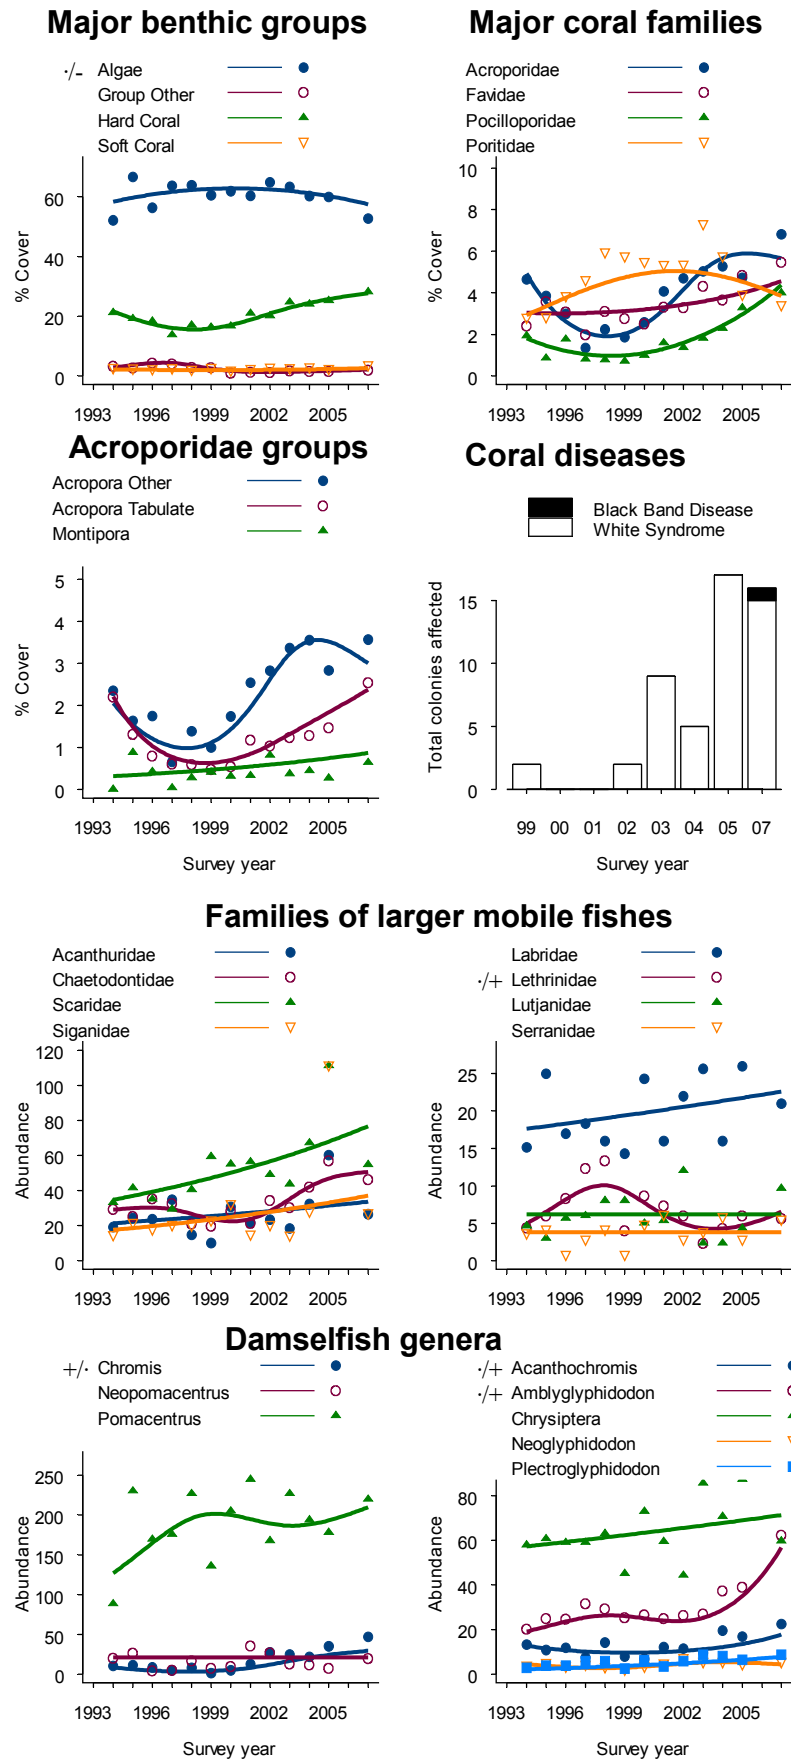 Major benthic groups
·/- Algae
Group Other
Hard Coral
Soft Coral
60
40
20
0
% Cover
1993 1996 1999 2002 2005
Major coral families
Acroporidae
Favidae
Pocilloporidae
Poritidae
10
8
6
4
2
0
% Cover
1993 1996 1999 2002 2005
Acroporidae groups
Acropora Other
Acropora Tabulate
Montipora
5
4
3
2
1
0
% Cover
1993 1996 1999 2002 2005
Survey year
Coral diseases
Black Band Disease
White Syndrome
15
10
5
0
Total colonies affected
99 00 01 02 03 04 05 07
Survey year
Families of larger mobile fishes
Acanthuridae
Chaetodontidae
Scaridae
Siganidae
120
100
80
60
40
20
0
Abundance
1993 1996 1999 2002 2005
Labridae
·/+ Lethrinidae
Lutjanidae
Serranidae
25
20
15
10
5
0
Abundance
1993 1996 1999 2002 2005
Damselfish genera
+/· Chromis
Neopomacentrus
Pomacentrus
250
200
150
100
50
0
Abundance
1993 1996 1999 2002 2005
Survey year
·/+ Acanthochromis
·/+ Amblyglyphidodon
Chrysiptera
Neoglyphidodon
Plectroglyphidodon
80
60
40
20
0
Abundance
1993 1996 1999 2002 2005
Survey year